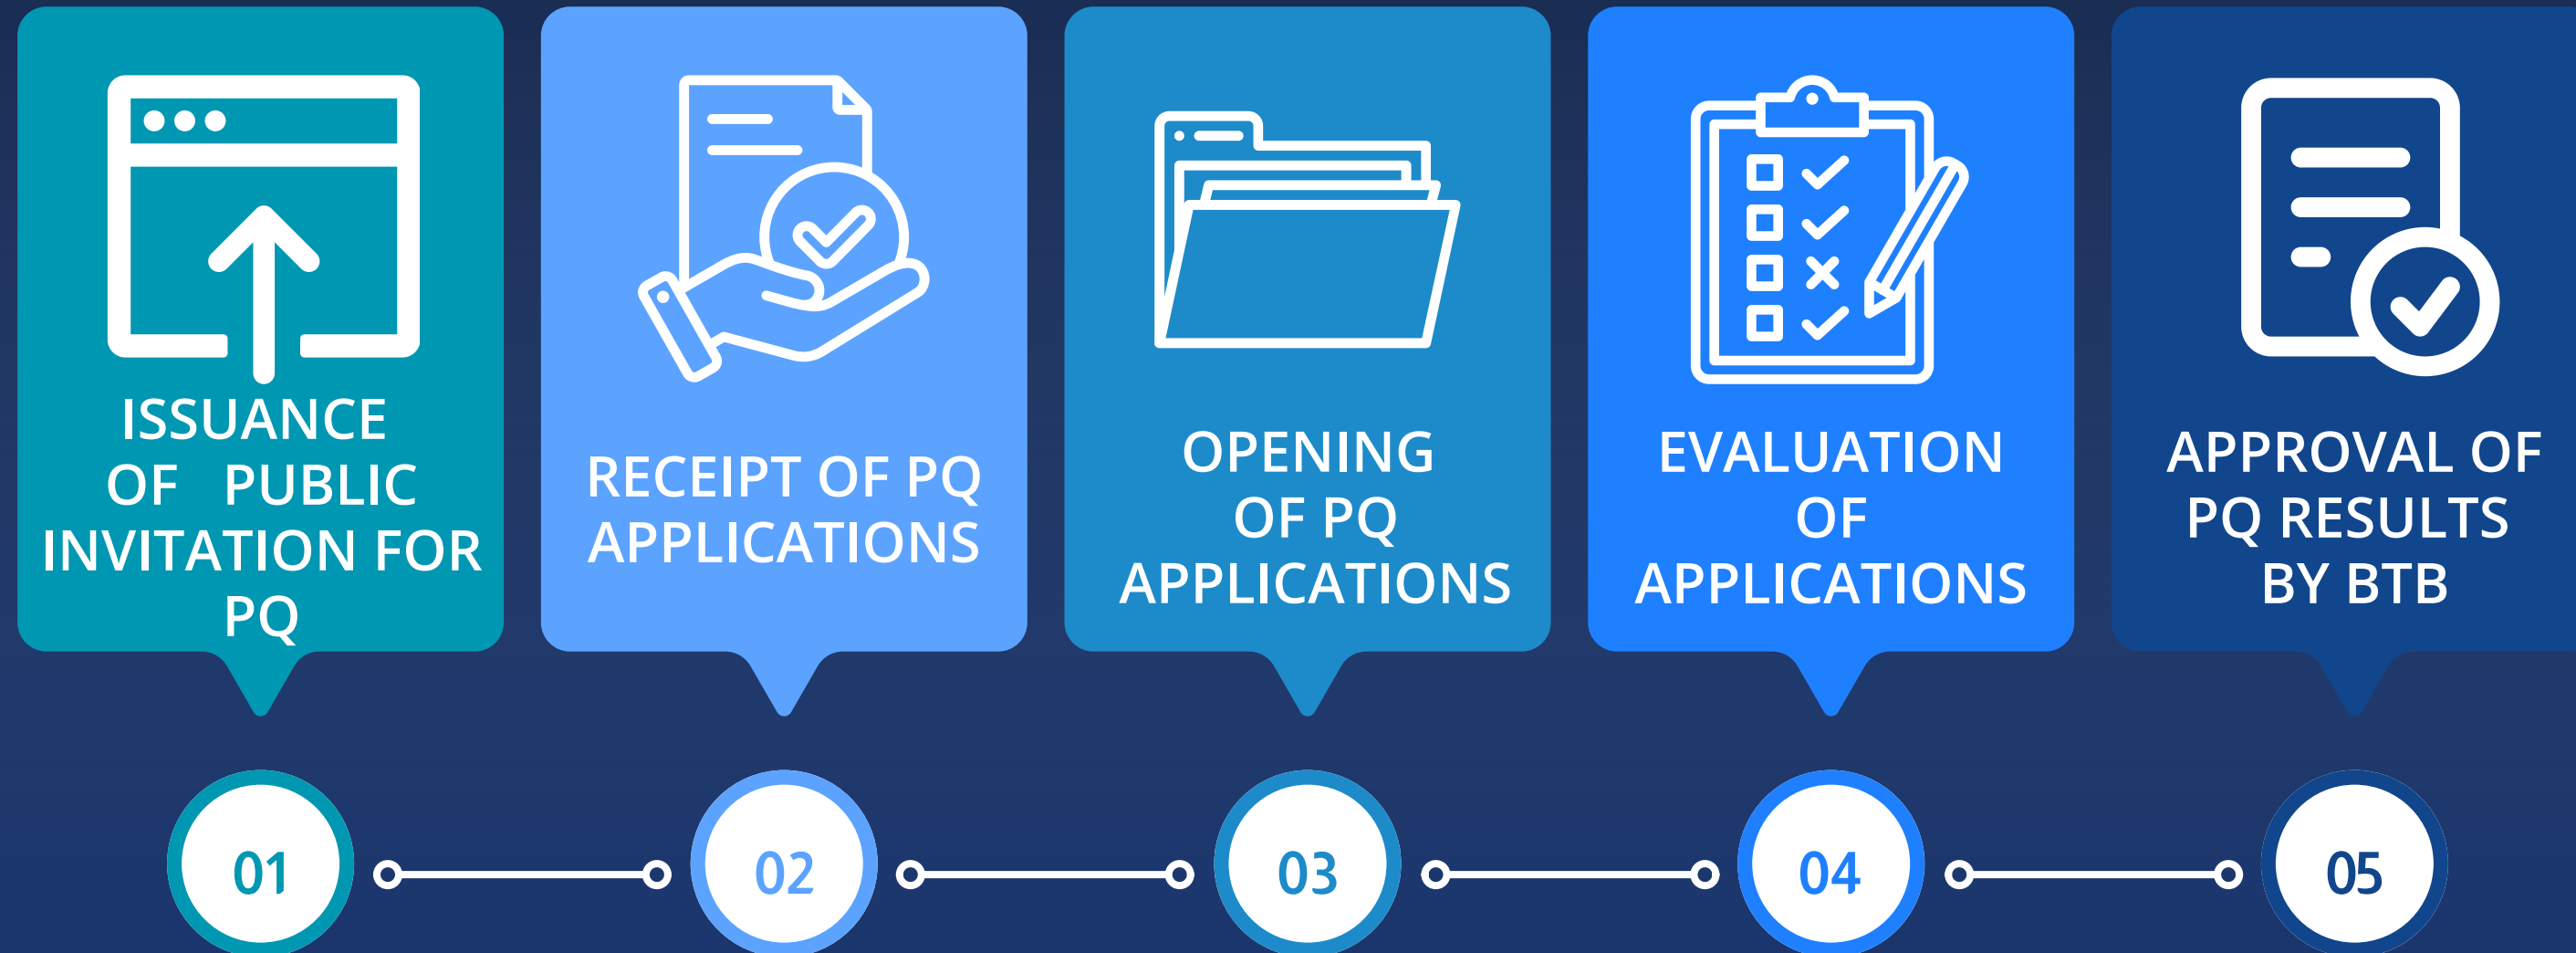 ISSUANCE
OF PUBLIC
INVITATION FOR
PQ
RECEIPT OF PQ
APPLICATIONS
OPENING
OF PQ
APPLICATIONS
EVALUATION
OF
APPLICATIONS
APPROVAL OF
PQ RESULTS
BY BTB
01
02
03
04
05